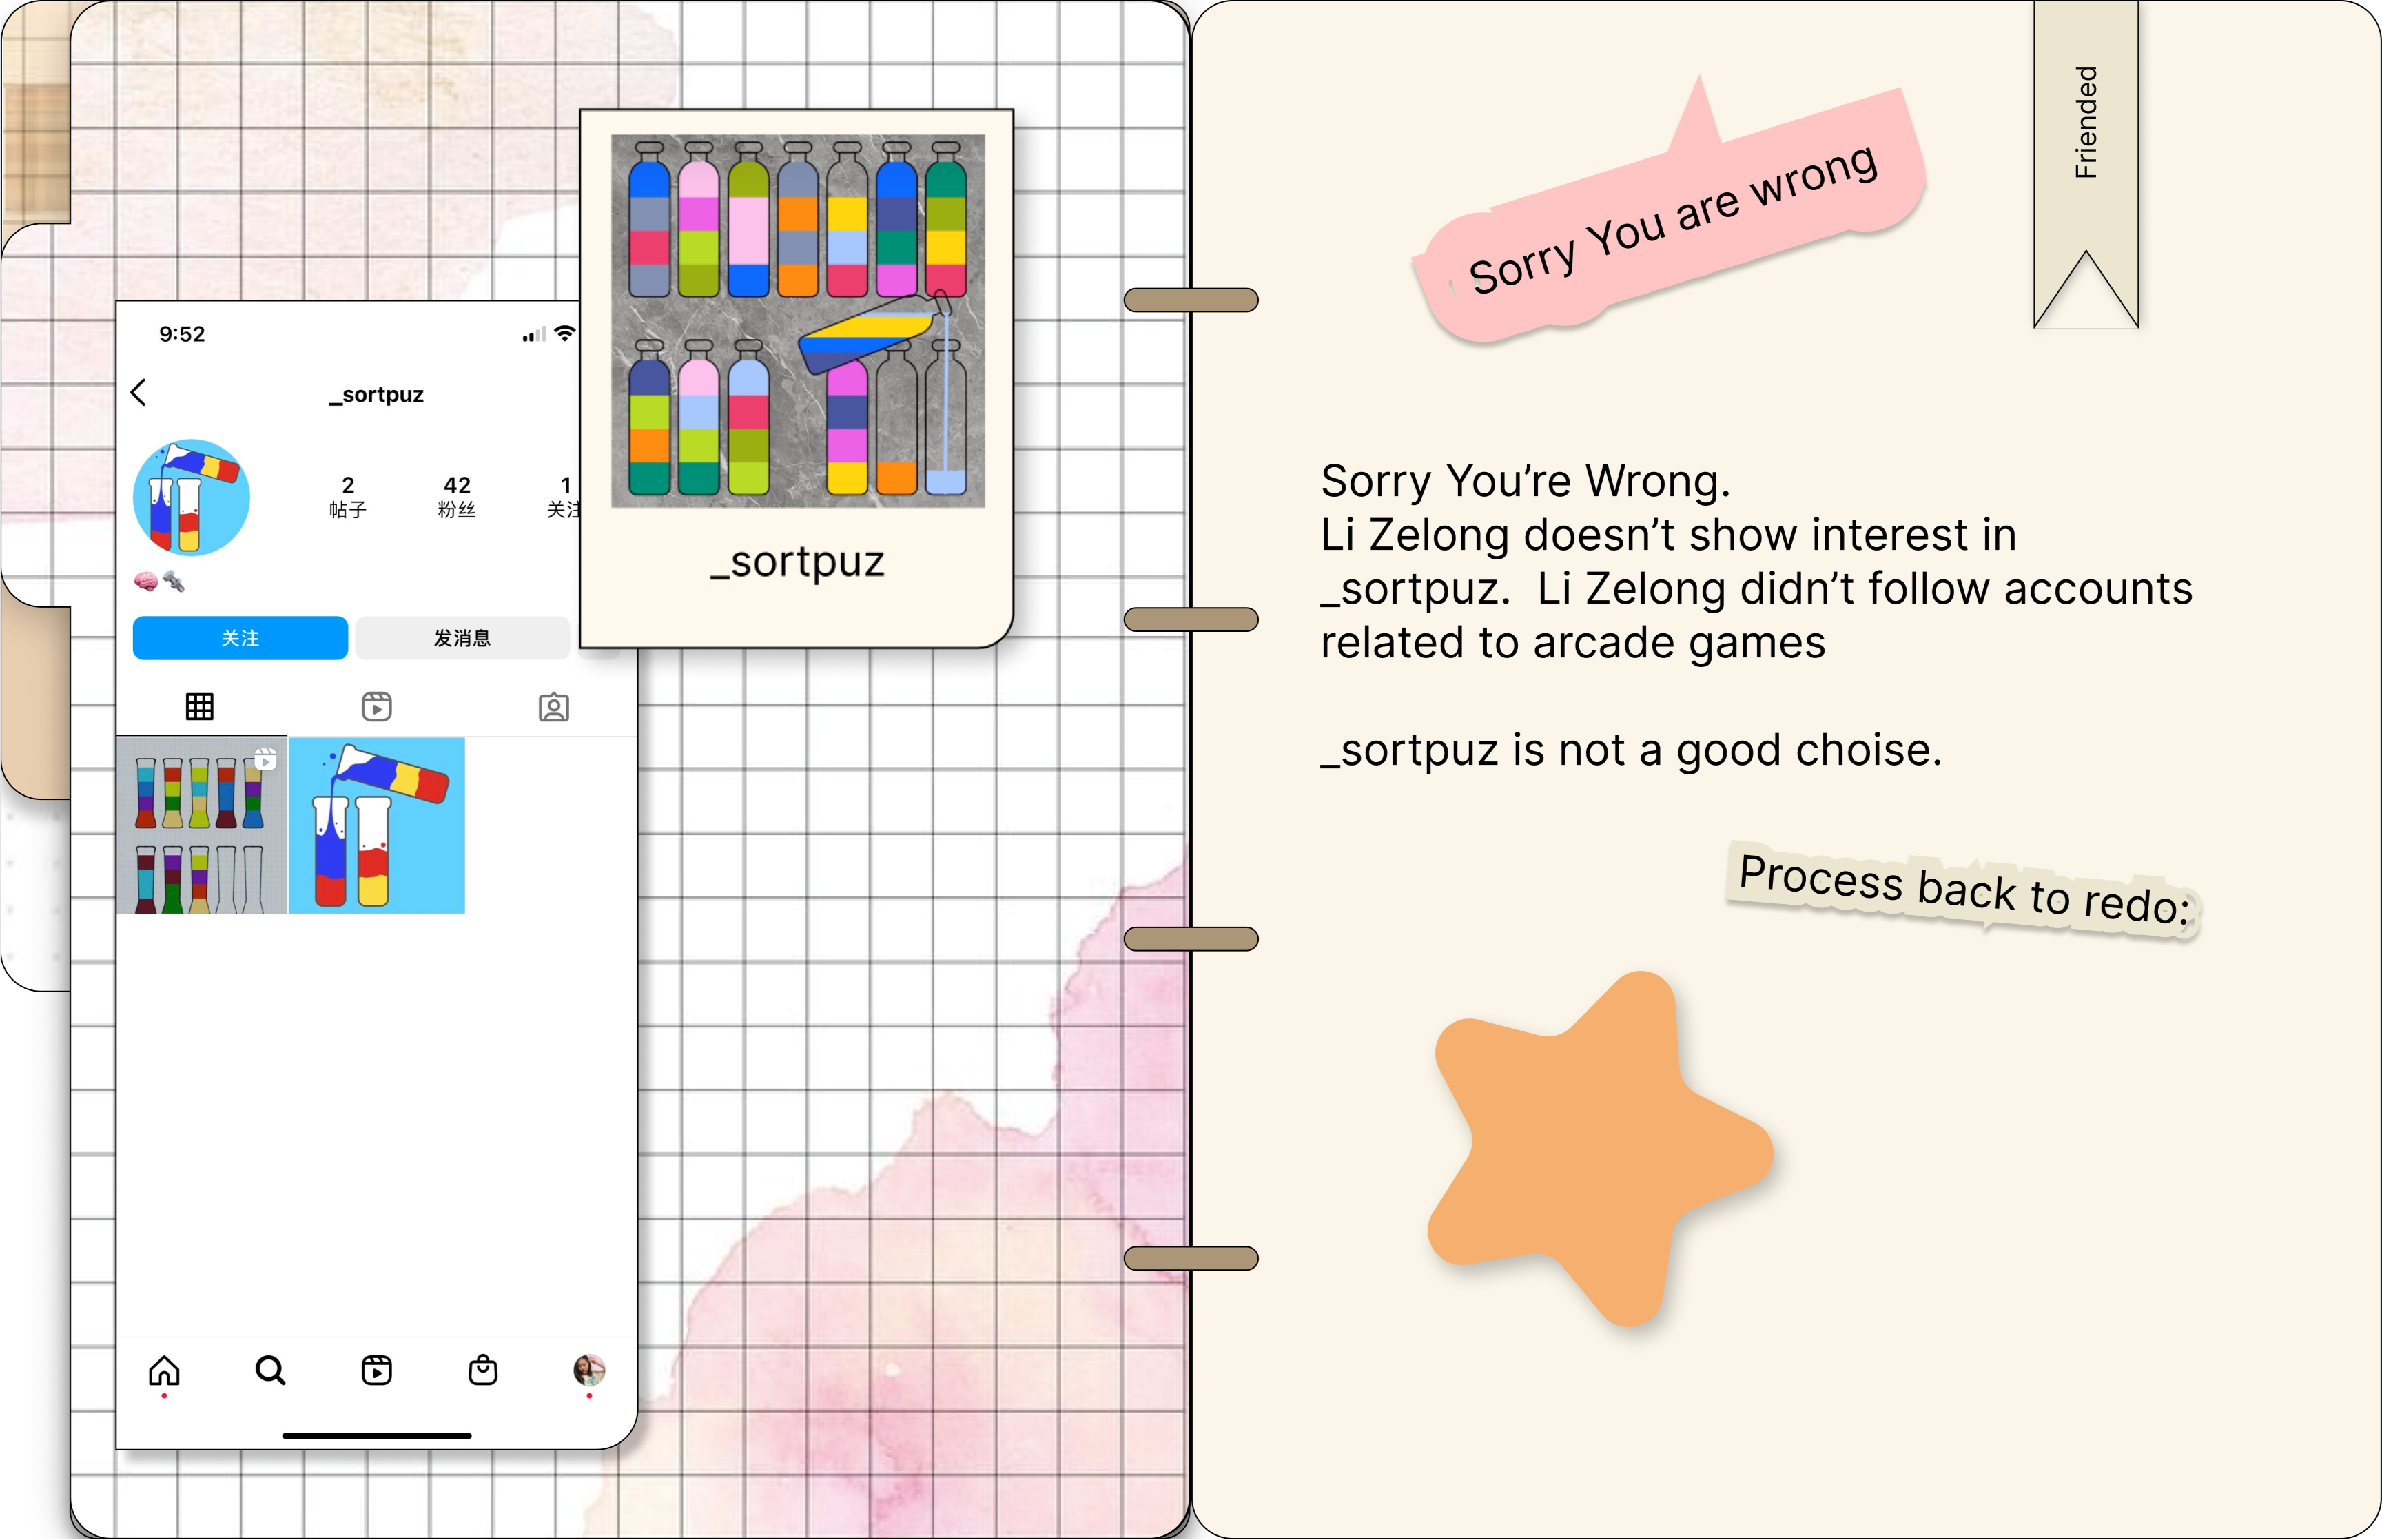 9:52
_sortpuz
2
42
1
帖子
粉丝
关注
关注
发消息
_sortpuz
Friended
Sorry You are wrong
Sorry You’re Wrong.
Li Zelong doesn’t show interest in
_sortpuz.  Li Zelong didn’t follow accounts
related to arcade games
_sortpuz is not a good choise.
Process back to redo: